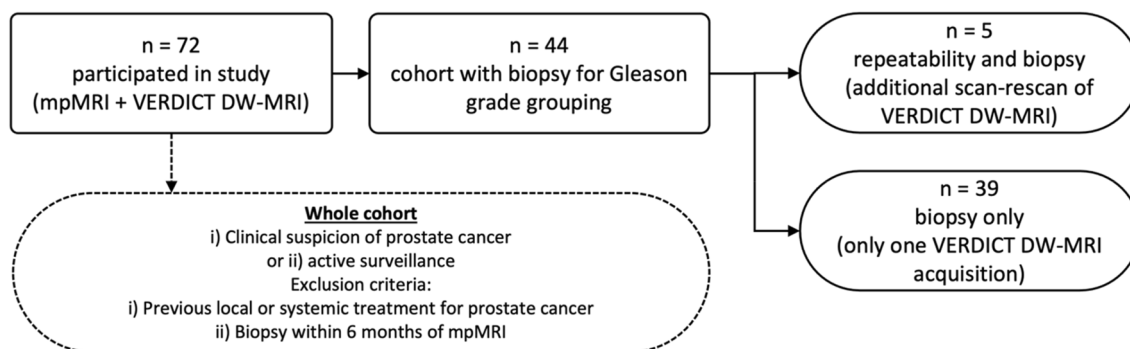 n = 72
participated in study
(mpMRI + VERDICT DW-MRI)
n = 44
cohort with biopsy for Gleason
grade grouping
n = 5
repeatability and biopsy
(additional scan-rescan of
VERDICT DW-MRI)
n = 39
biopsy only
(only one VERDICT DW-MRI
acquisition)
Whole cohort
i) Clinical suspicion of prostate cancer
or ii) active surveillance
Exclusion criteria:
i) Previous local or systemic treatment for prostate cancer
ii) Biopsy within 6 months of mpMRI